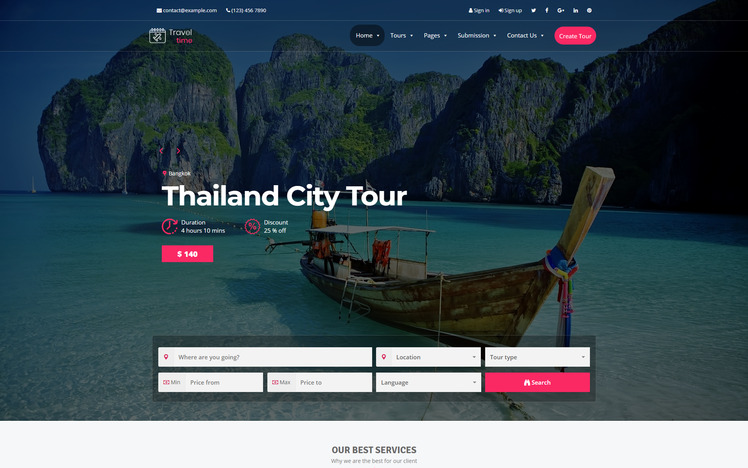 contact@example.com (123) 456 7890 Sign in Sign up
Travel
time
Home Tours Pages Submission Contact Us Create Tour
Bangkok
Thailand City Tour
Duration
4 hours 10 mins
Discount
25 % off
$ 140
Where are you going? Location Tour type
Min Price from Max Price to Language Search
OUR BEST SERVICES
Why we are the best for our client